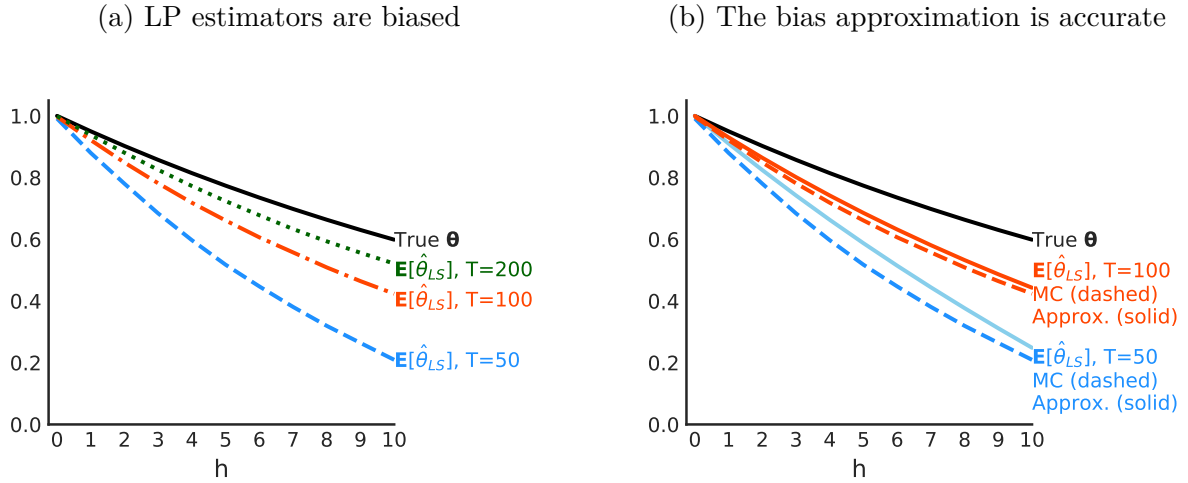 (a) LP estimators are biased
1.0
0.8
0.6
0.4
0.2
0.0
0 1 2 3 4 5 6 7 8 9 10
h
True θ
E[θ̂_LS], T=200
E[θ̂_LS], T=100
E[θ̂_LS], T=50
(b) The bias approximation is accurate
1.0
0.8
0.6
0.4
0.2
0.0
0 1 2 3 4 5 6 7 8 9 10
h
True θ
E[θ̂_LS], T=100
MC (dashed)
Approx. (solid)
E[θ̂_LS], T=50
MC (dashed)
Approx. (solid)